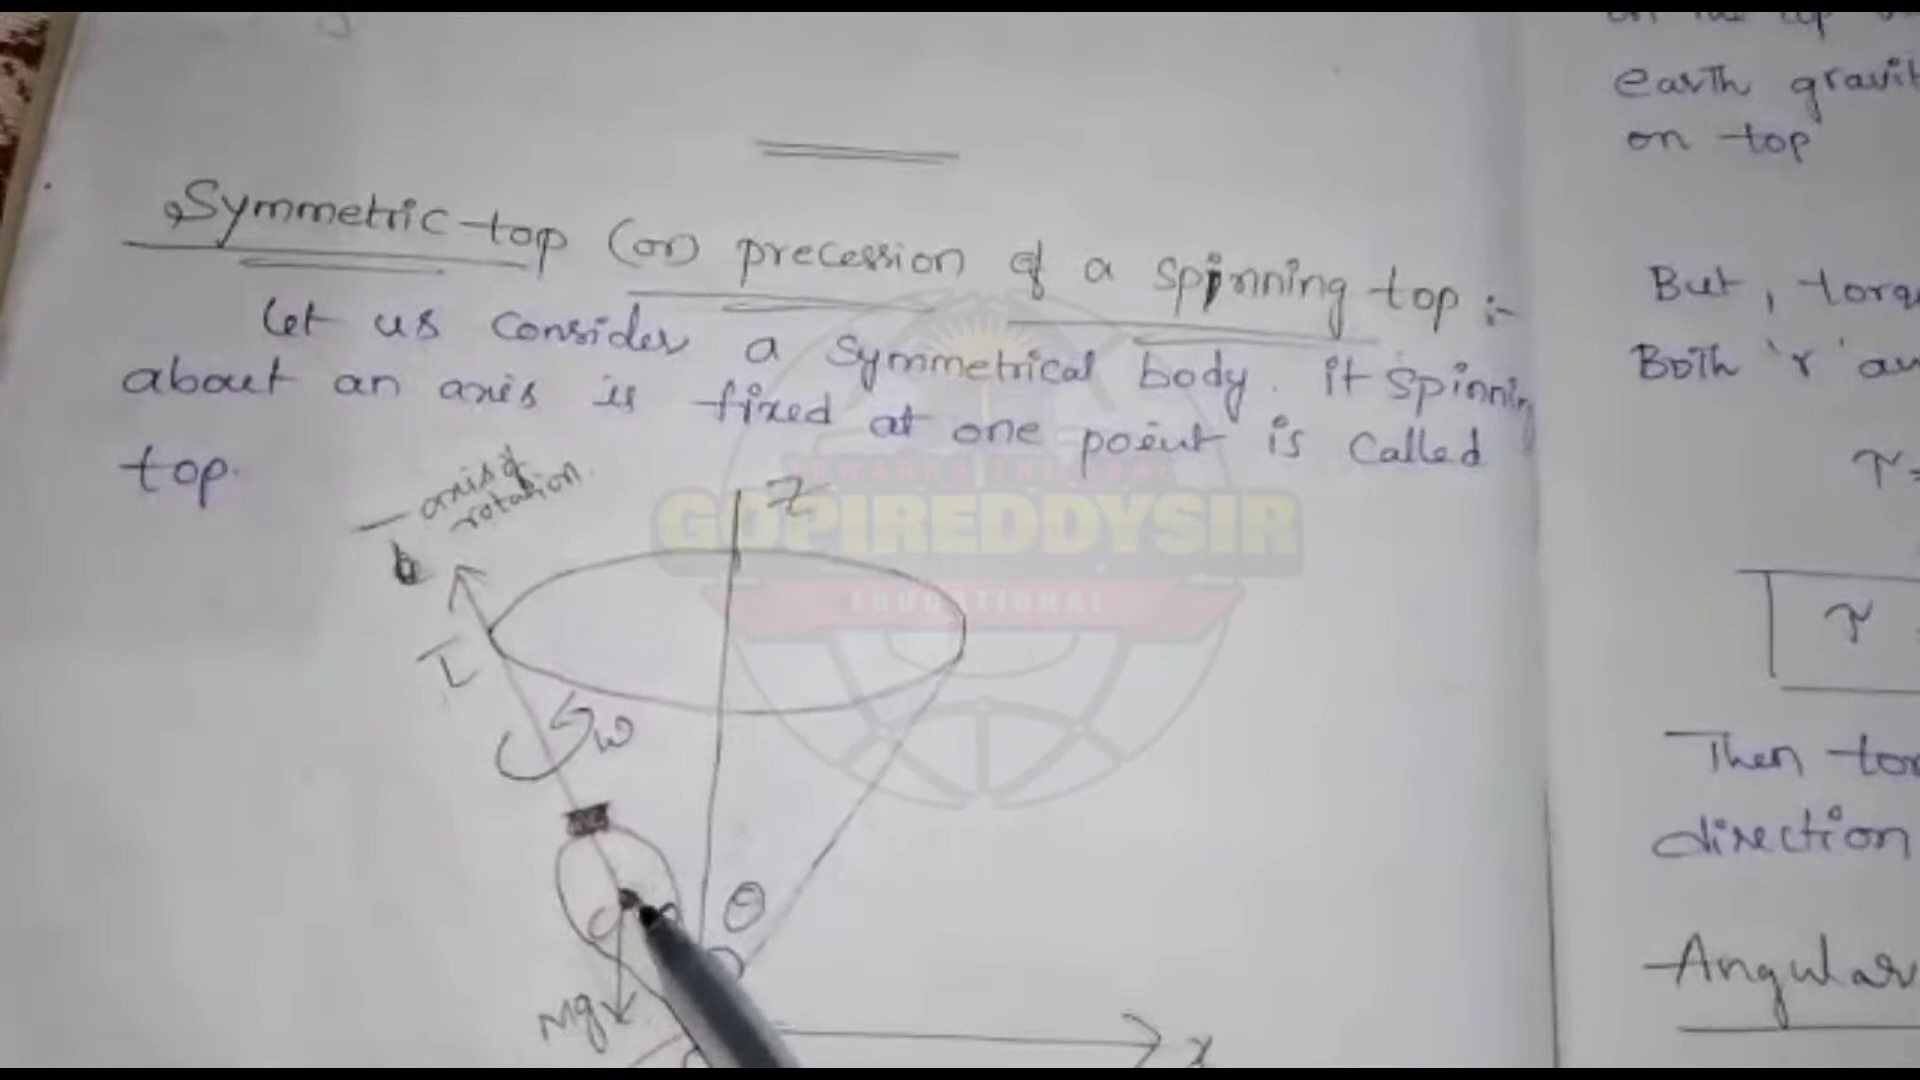 Symmetric top (or) precession of a spinning top :-
Let us consider a symmetrical body. it spinning
about an axis is fixed at one point is called
top.
axis of
rotation.
Z
L
ω
θ
C
Mg
x
GOPIREDDYSIR
EDUCATIONAL
earth gravit
on top
But, torq
Both 'r' an
τ =
τ
Then tor
direction
Angular